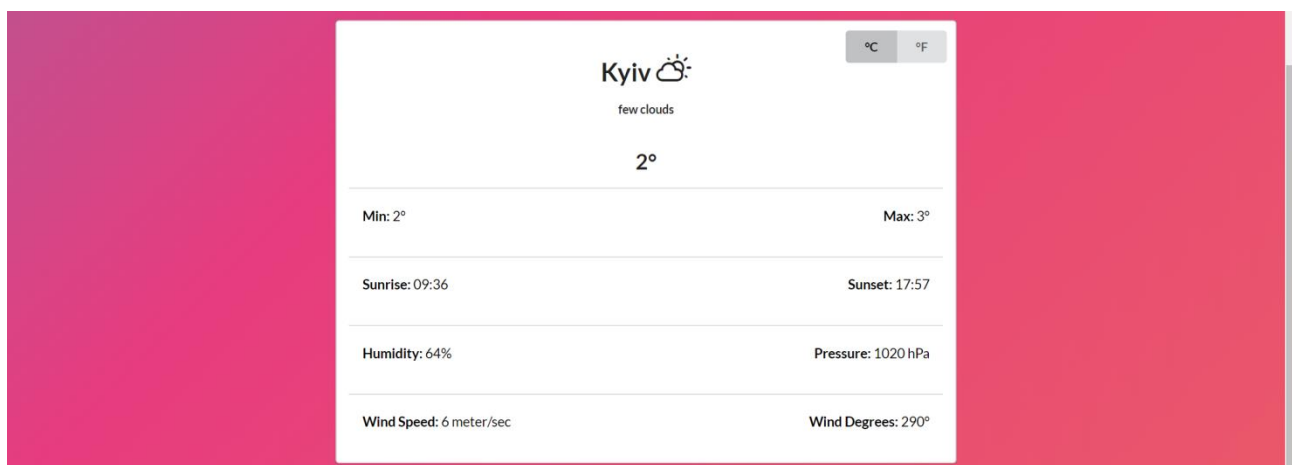 °C °F
Kyiv
few clouds
2°
Min: 2° Max: 3°
Sunrise: 09:36 Sunset: 17:57
Humidity: 64% Pressure: 1020 hPa
Wind Speed: 6 meter/sec Wind Degrees: 290°